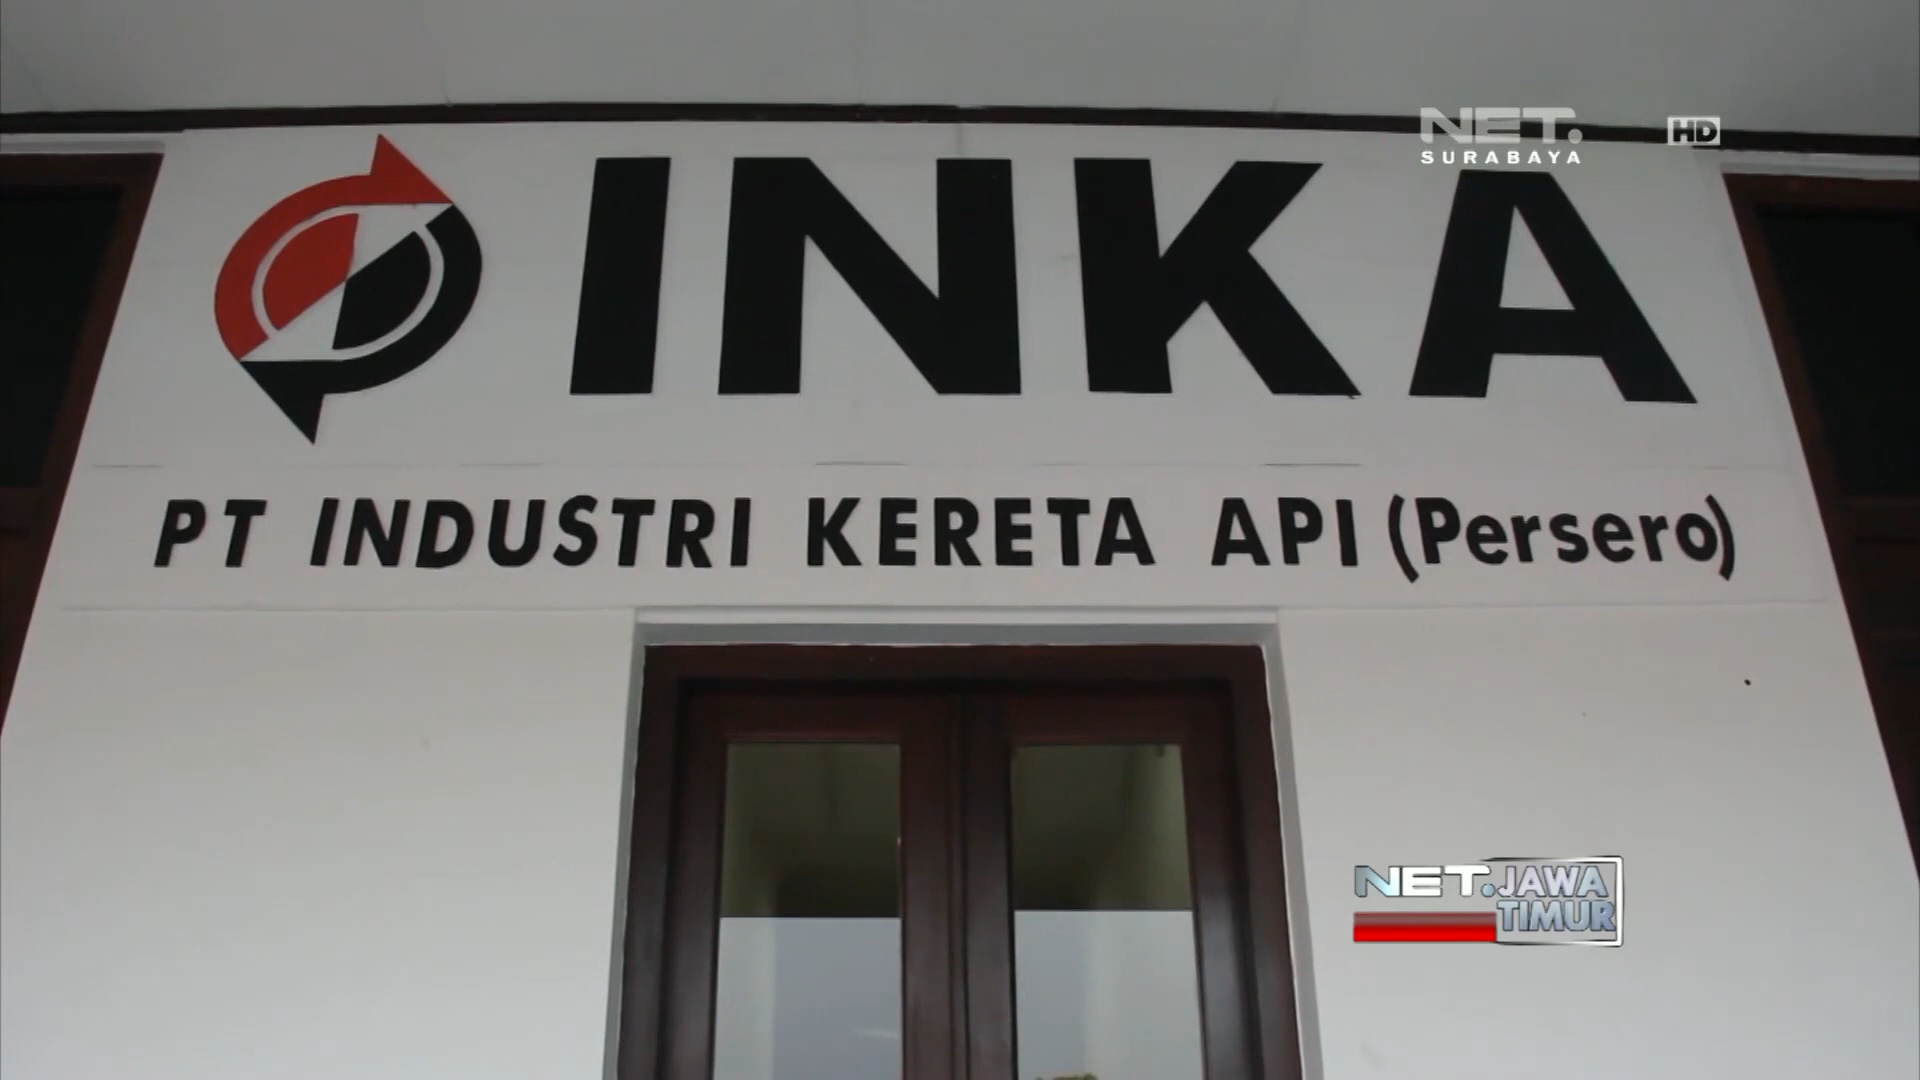 NET.
SURABAYA
HD
INKA
PT INDUSTRI KERETA API (Persero)
NET. JAWA
TIMUR